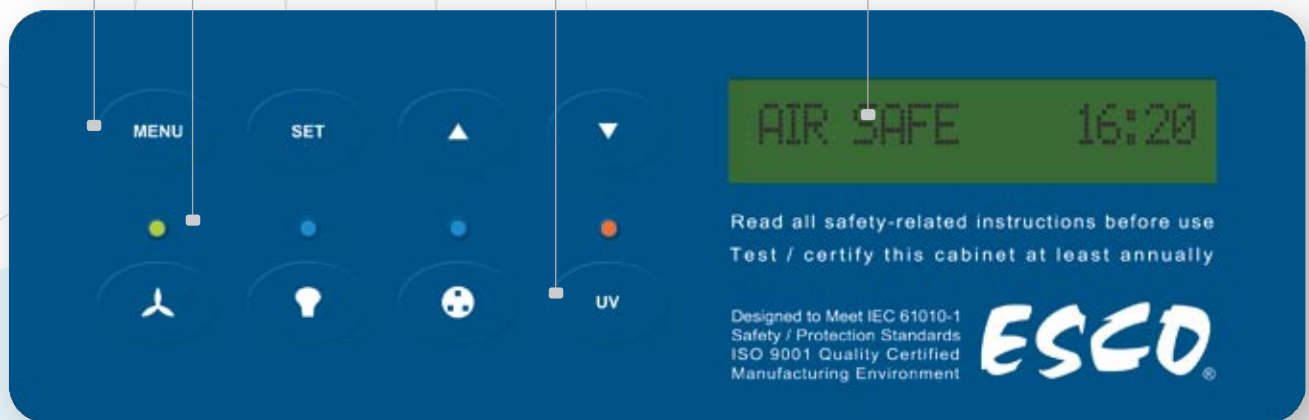 MENU
SET
▲
▼
UV
AIR SAFE 16:20
Read all safety-related instructions before use
Test / certify this cabinet at least annually
Designed to Meet IEC 61010-1
Safety / Protection Standards
ISO 9001 Quality Certified
Manufacturing Environment
ESCO®